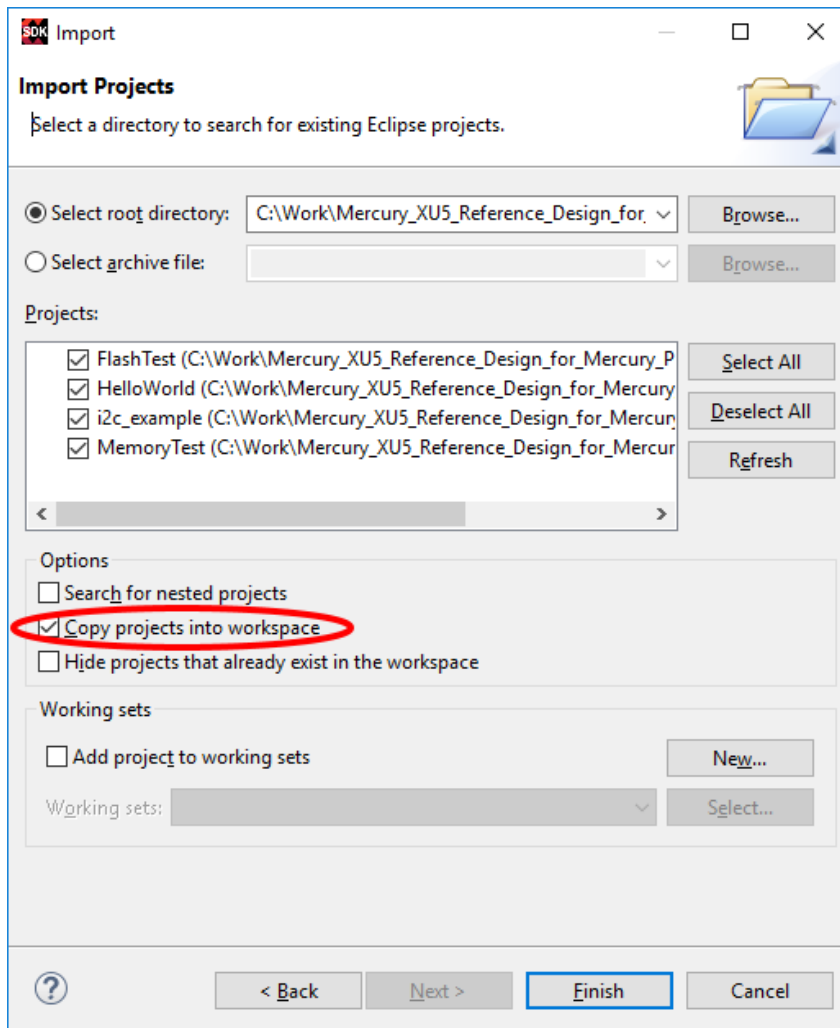 SDK Import
Import Projects
Select a directory to search for existing Eclipse projects.
Select root directory: C:\Work\Mercury_XU5_Reference_Design_for_ Browse...
Select archive file: Browse...
Projects:
FlashTest (C:\Work\Mercury_XU5_Reference_Design_for_Mercury_P Select All
HelloWorld (C:\Work\Mercury_XU5_Reference_Design_for_Mercury
i2c_example (C:\Work\Mercury_XU5_Reference_Design_for_Mercury Deselect All
MemoryTest (C:\Work\Mercury_XU5_Reference_Design_for_Mercur
Refresh
Options
Search for nested projects
Copy projects into workspace
Hide projects that already exist in the workspace
Working sets
Add project to working sets New...
Working sets: Select...
? < Back Next > Finish Cancel